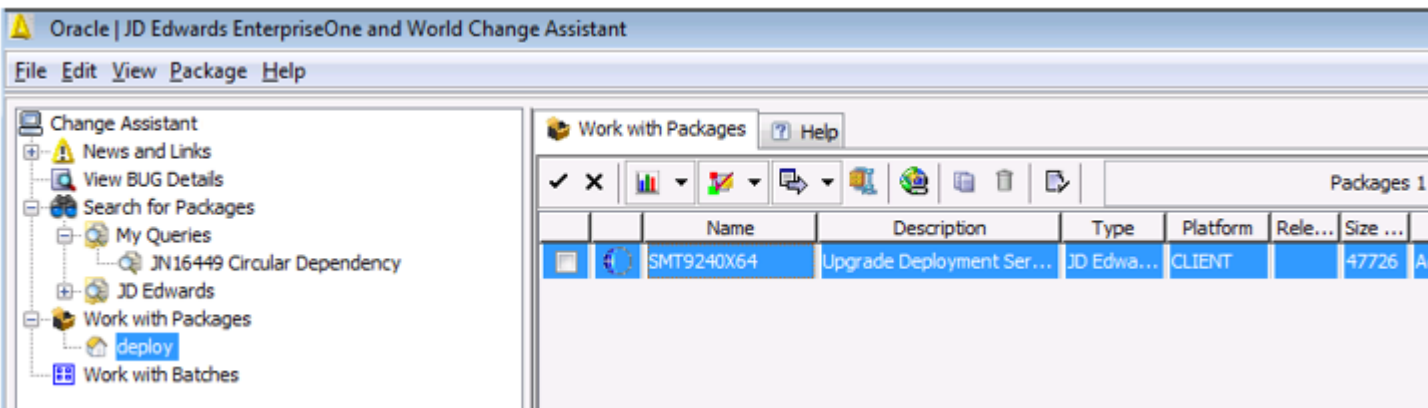 Oracle | JD Edwards EnterpriseOne and World Change Assistant
File Edit View Package Help
Change Assistant
News and Links
View BUG Details
Search for Packages
My Queries
JN16449 Circular Dependency
JD Edwards
Work with Packages
deploy
Work with Batches
Work with Packages Help
Packages 1
Name Description Type Platform Rele... Size ...
SMT9240X64 Upgrade Deployment Ser... JD Edwa... CLIENT 47726 A